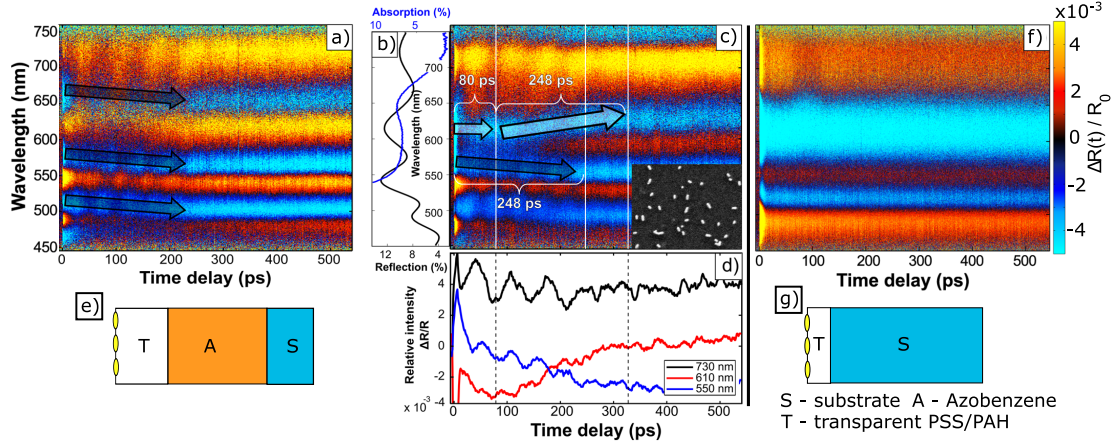 Absorption (%)
10 5
a)
b)
c)
f)
x10⁻³
750
700
650
600
550
500
450
Wavelength (nm)
0 100 200 300 400 500
Time delay (ps)
700
650
600
550
500
Wavelength (nm)
12 8 4
Reflection (%)
80 ps
248 ps
248 ps
0 100 200 300 400 500
Time delay (ps)
4
2
0
-2
-4
ΔR(t) / R₀
d)
4
0
-2
-4
x 10⁻³
Relative intensity
ΔR/R
730 nm
610 nm
550 nm
0 100 200 300 400 500
Time delay (ps)
e)
T A S
g)
T S
S - substrate A - Azobenzene
T - transparent PSS/PAH